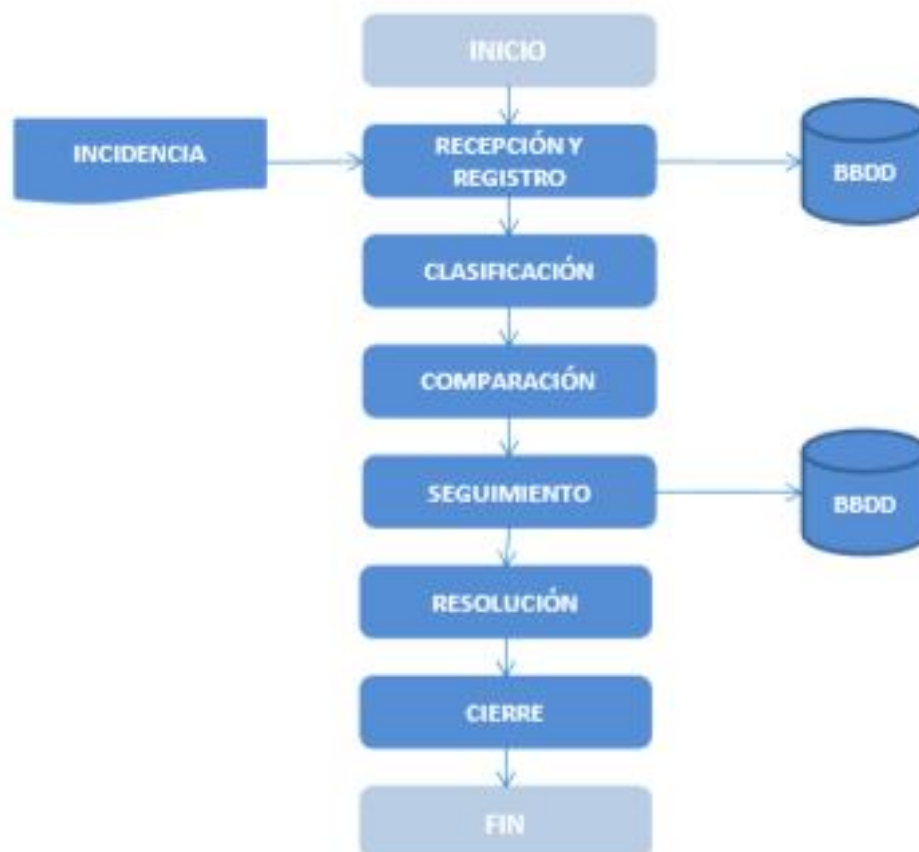 INICIO
INCIDENCIA
RECEPCIÓN Y
REGISTRO
BBDD
CLASIFICACIÓN
COMPARACIÓN
SEGUIMIENTO
BBDD
RESOLUCIÓN
CIERRE
FIN